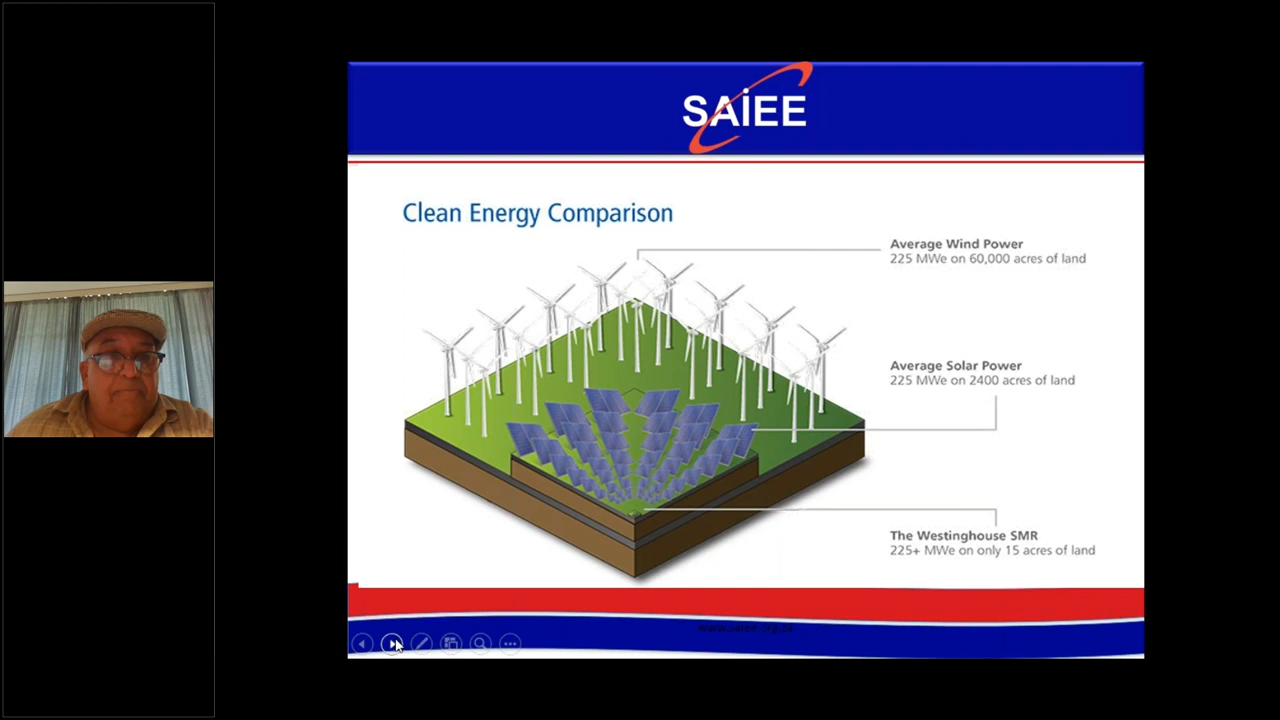 SAIEE
Clean Energy Comparison
Average Wind Power
225 MWe on 60,000 acres of land
Average Solar Power
225 MWe on 2400 acres of land
The Westinghouse SMR
225+ MWe on only 15 acres of land